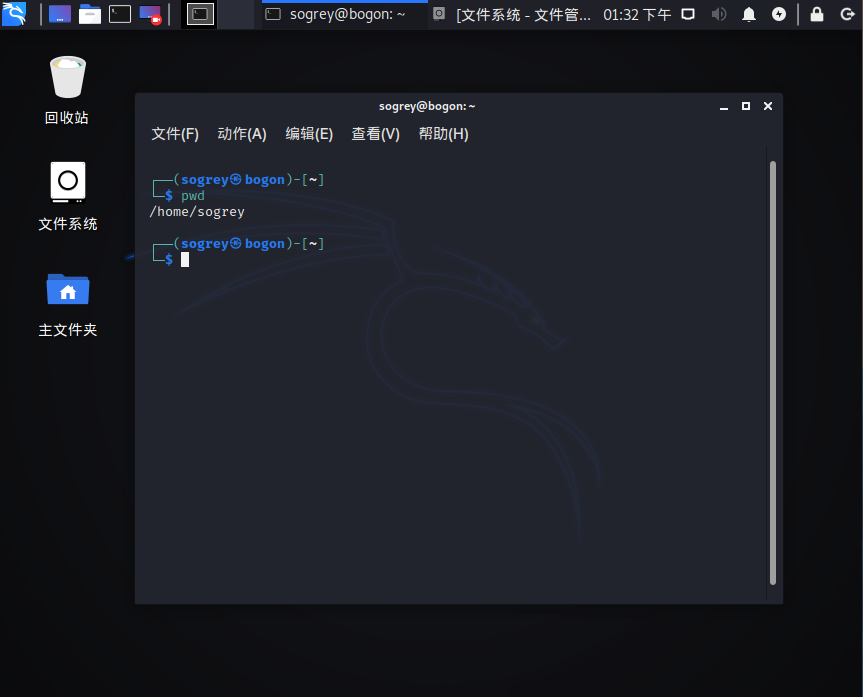 sogrey@bogon: ~
[文件系统 - 文件管...
01:32 下午
回收站
文件系统
主文件夹
sogrey@bogon: ~
文件(F) 动作(A) 编辑(E) 查看(V) 帮助(H)
┌──(sogrey㉿bogon)-[~]
└─$ pwd
/home/sogrey
┌──(sogrey㉿bogon)-[~]
└─$